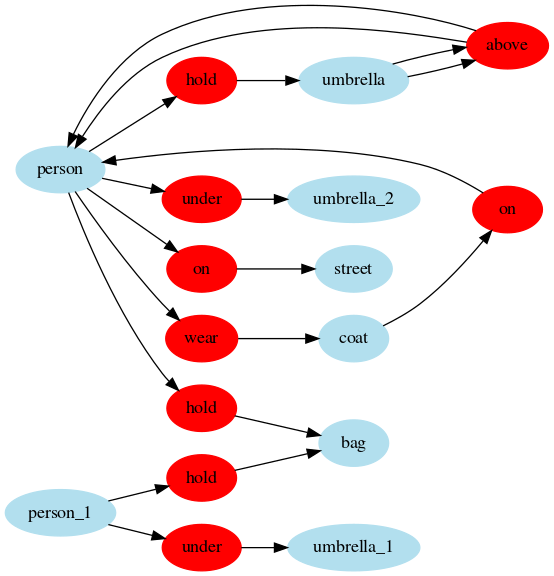 above
hold
umbrella
person
under
umbrella_2
on
on
street
wear
coat
hold
bag
hold
person_1
under
umbrella_1